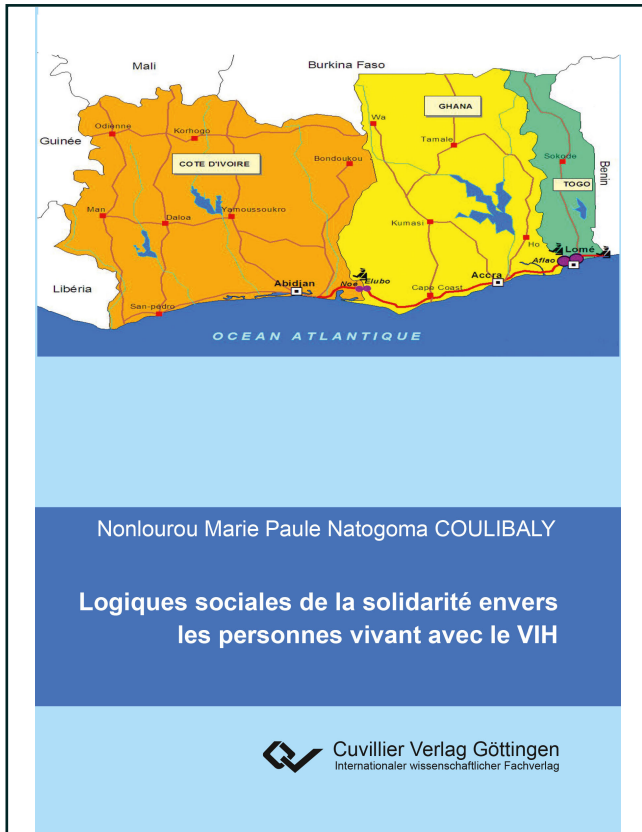 Mali
Burkina Faso
Guinée
Odienne
Korhogo
COTE D'IVOIRE
Bondoukou
Wa
GHANA
Tamale
Sokode
TOGO
Benin
Man
Daloa
Yamoussoukro
Kumasi
Ho
Aflao
Lomé
Libéria
San-pedro
Abidjan
Noé
Elubo
Cape Coast
Accra
OCEAN ATLANTIQUE
Nonlourou Marie Paule Natogoma COULIBALY
Logiques sociales de la solidarité envers
les personnes vivant avec le VIH
Cuvillier Verlag Göttingen
Internationaler wissenschaftlicher Fachverlag